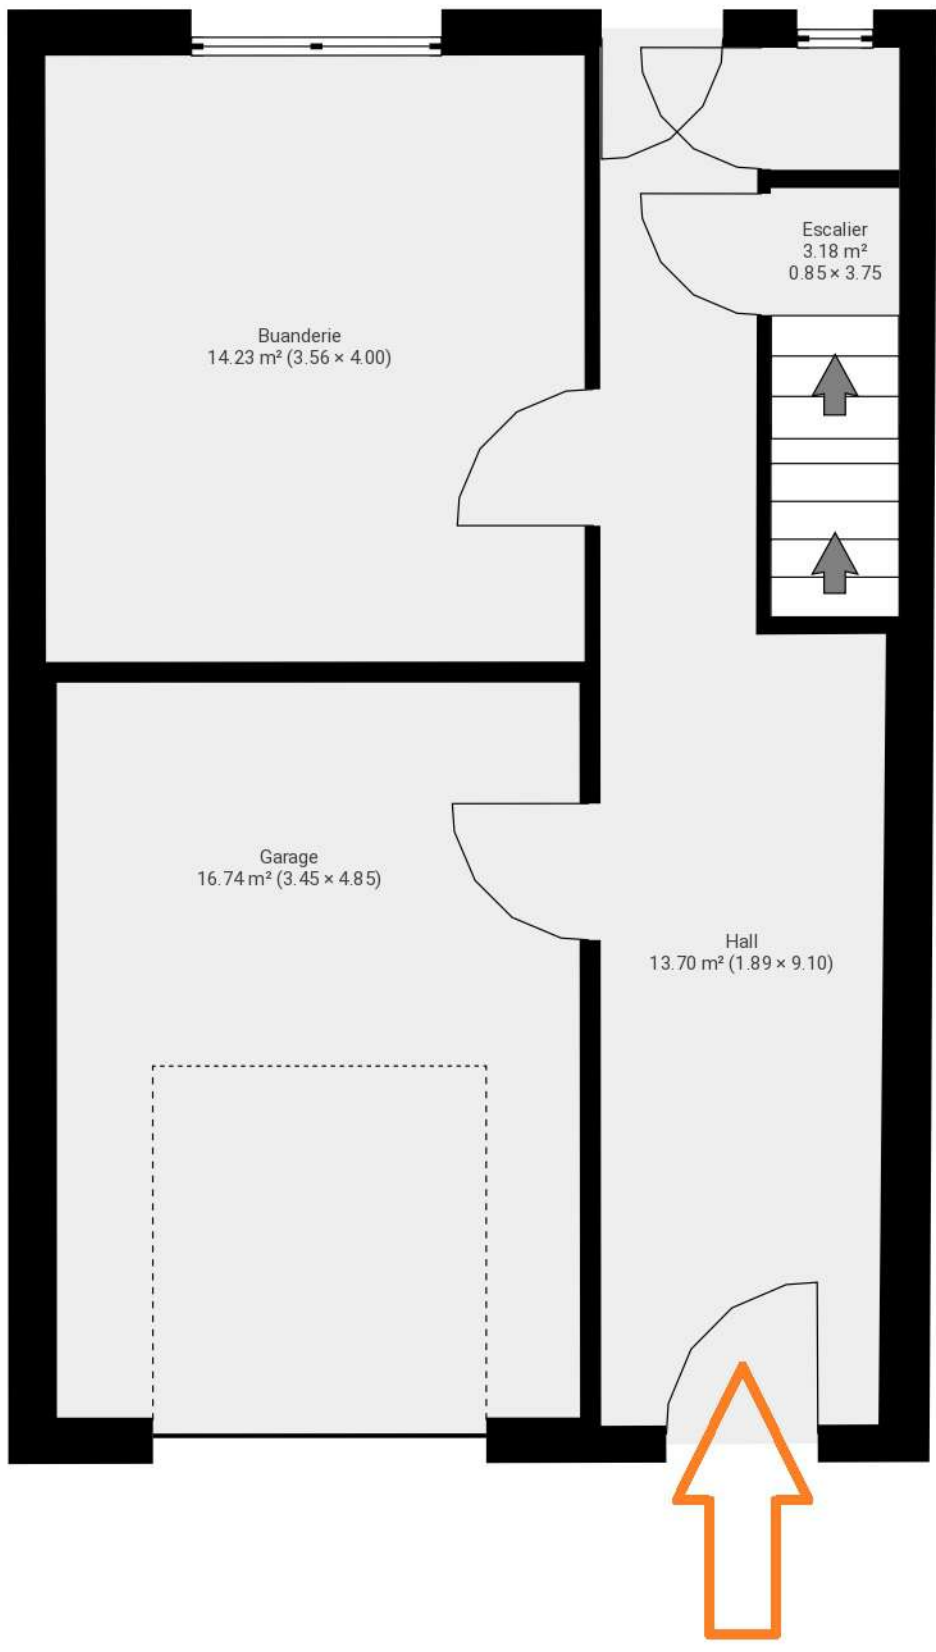 Escalier
3.18 m²
0.85 × 3.75
Buanderie
14.23 m² (3.56 × 4.00)
Garage
16.74 m² (3.45 × 4.85)
Hall
13.70 m² (1.89 × 9.10)